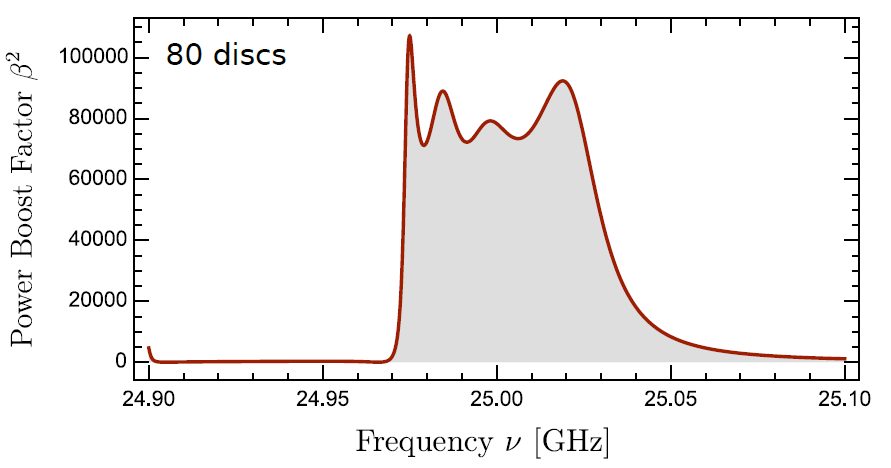 80 discs
Power Boost Factor β²
100000
80000
60000
40000
20000
0
24.90 24.95 25.00 25.05 25.10
Frequency ν [GHz]